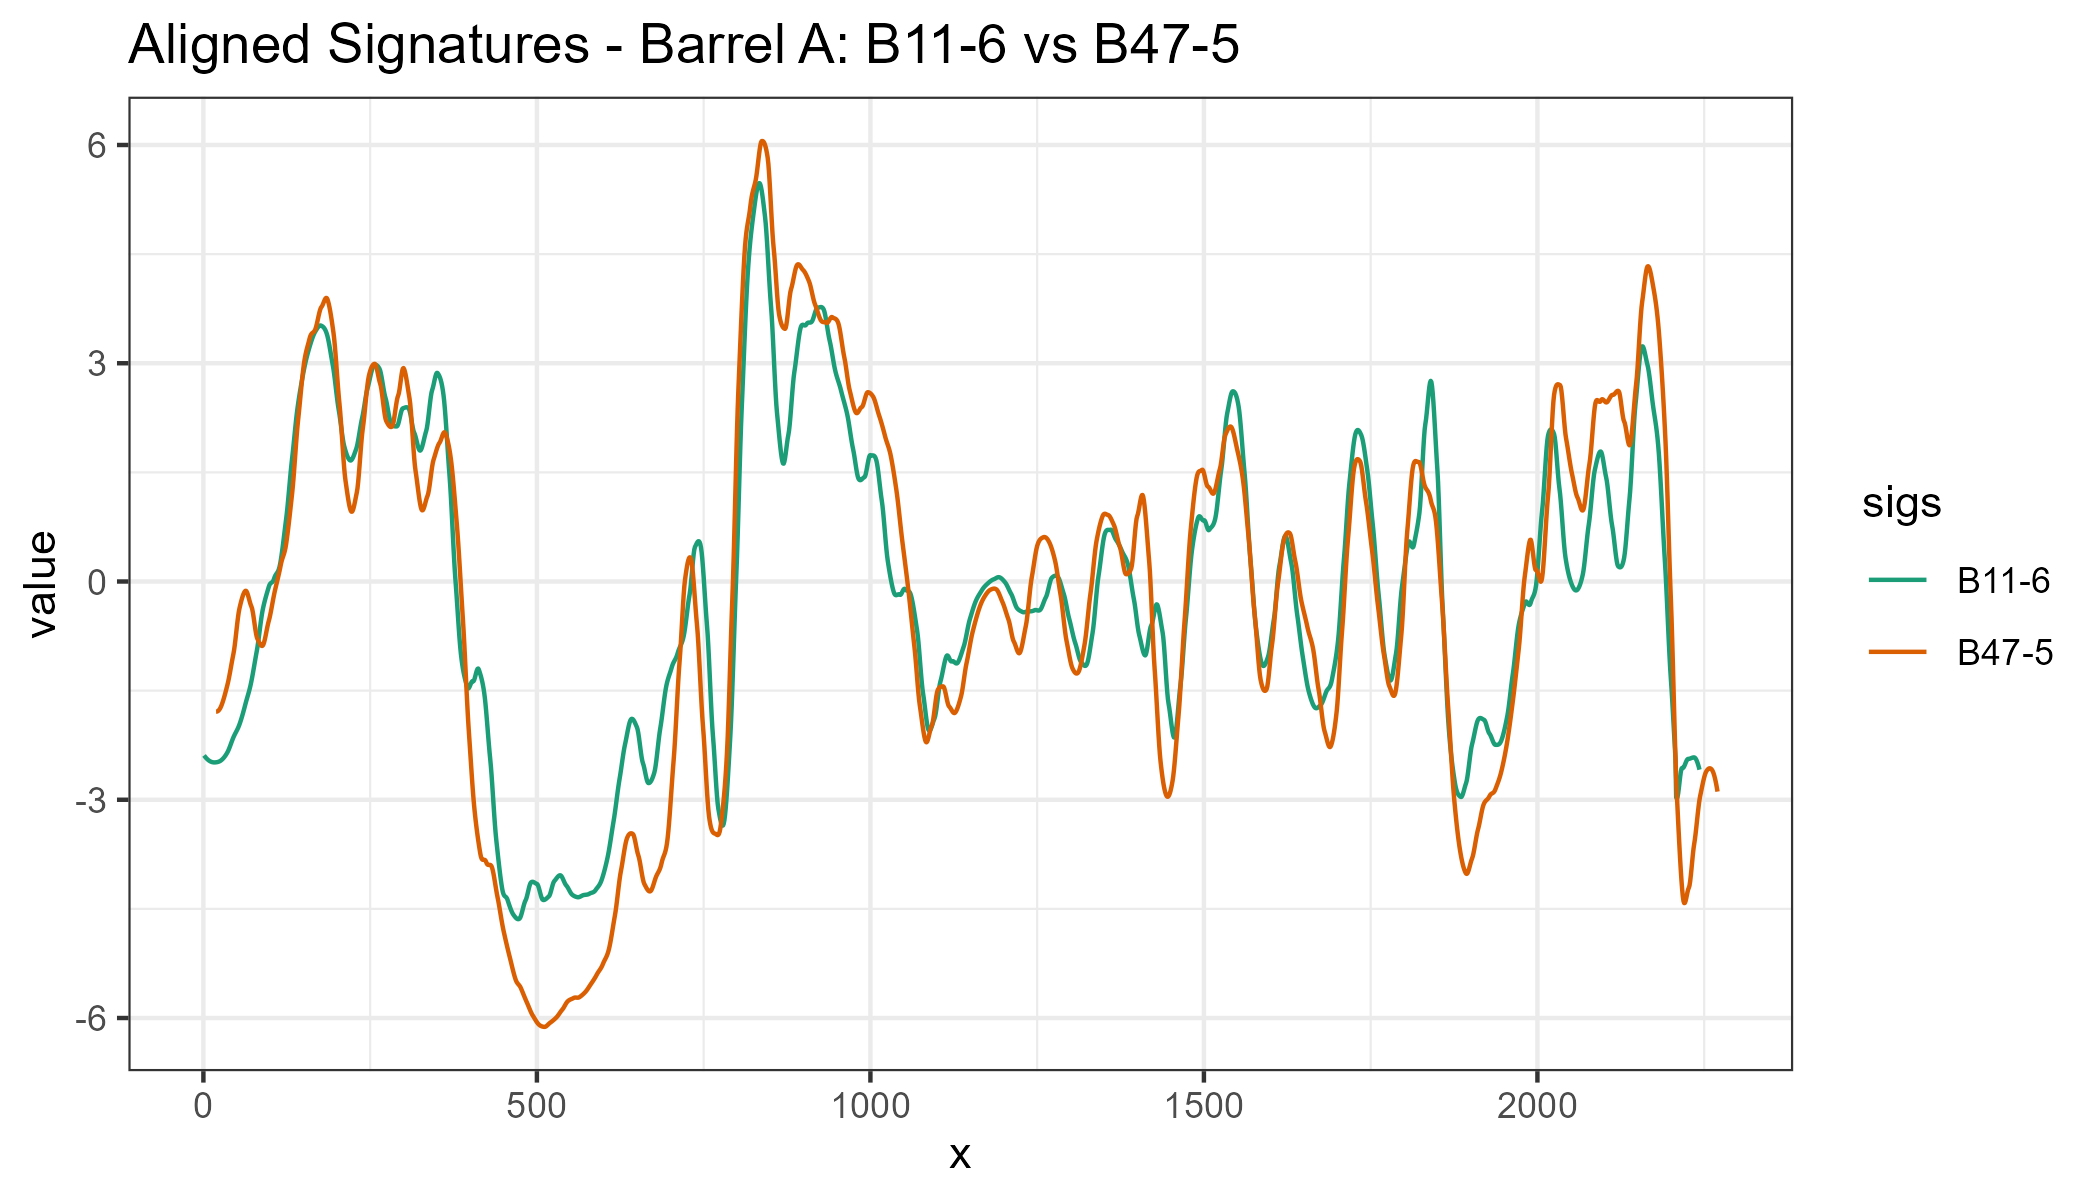 Aligned Signatures - Barrel A: B11-6 vs B47-5
value
6
3
0
-3
-6
0 500 1000 1500 2000
x
sigs
B11-6
B47-5